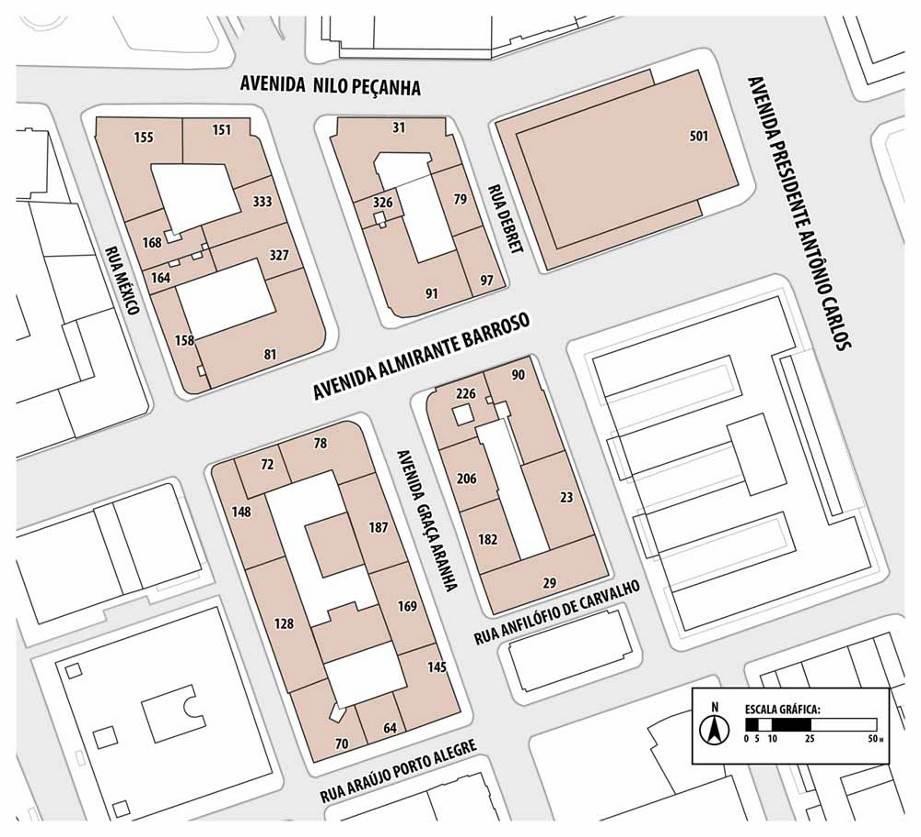 AVENIDA NILO PEÇANHA
AVENIDA PRESIDENTE ANTÔNIO CARLOS
155
151
31
501
333
326
79
RUA DEBRET
168
327
164
RUA MÉXICO
97
91
158
81
AVENIDA ALMIRANTE BARROSO
226
90
78
72
AVENIDA GRAÇA ARANHA
206
23
148
187
182
29
128
169
RUA ANFILÓFIO DE CARVALHO
145
64
70
RUA ARAÚJO PORTO ALEGRE
N
ESCALA GRÁFICA:
0 5 10 25 50 M